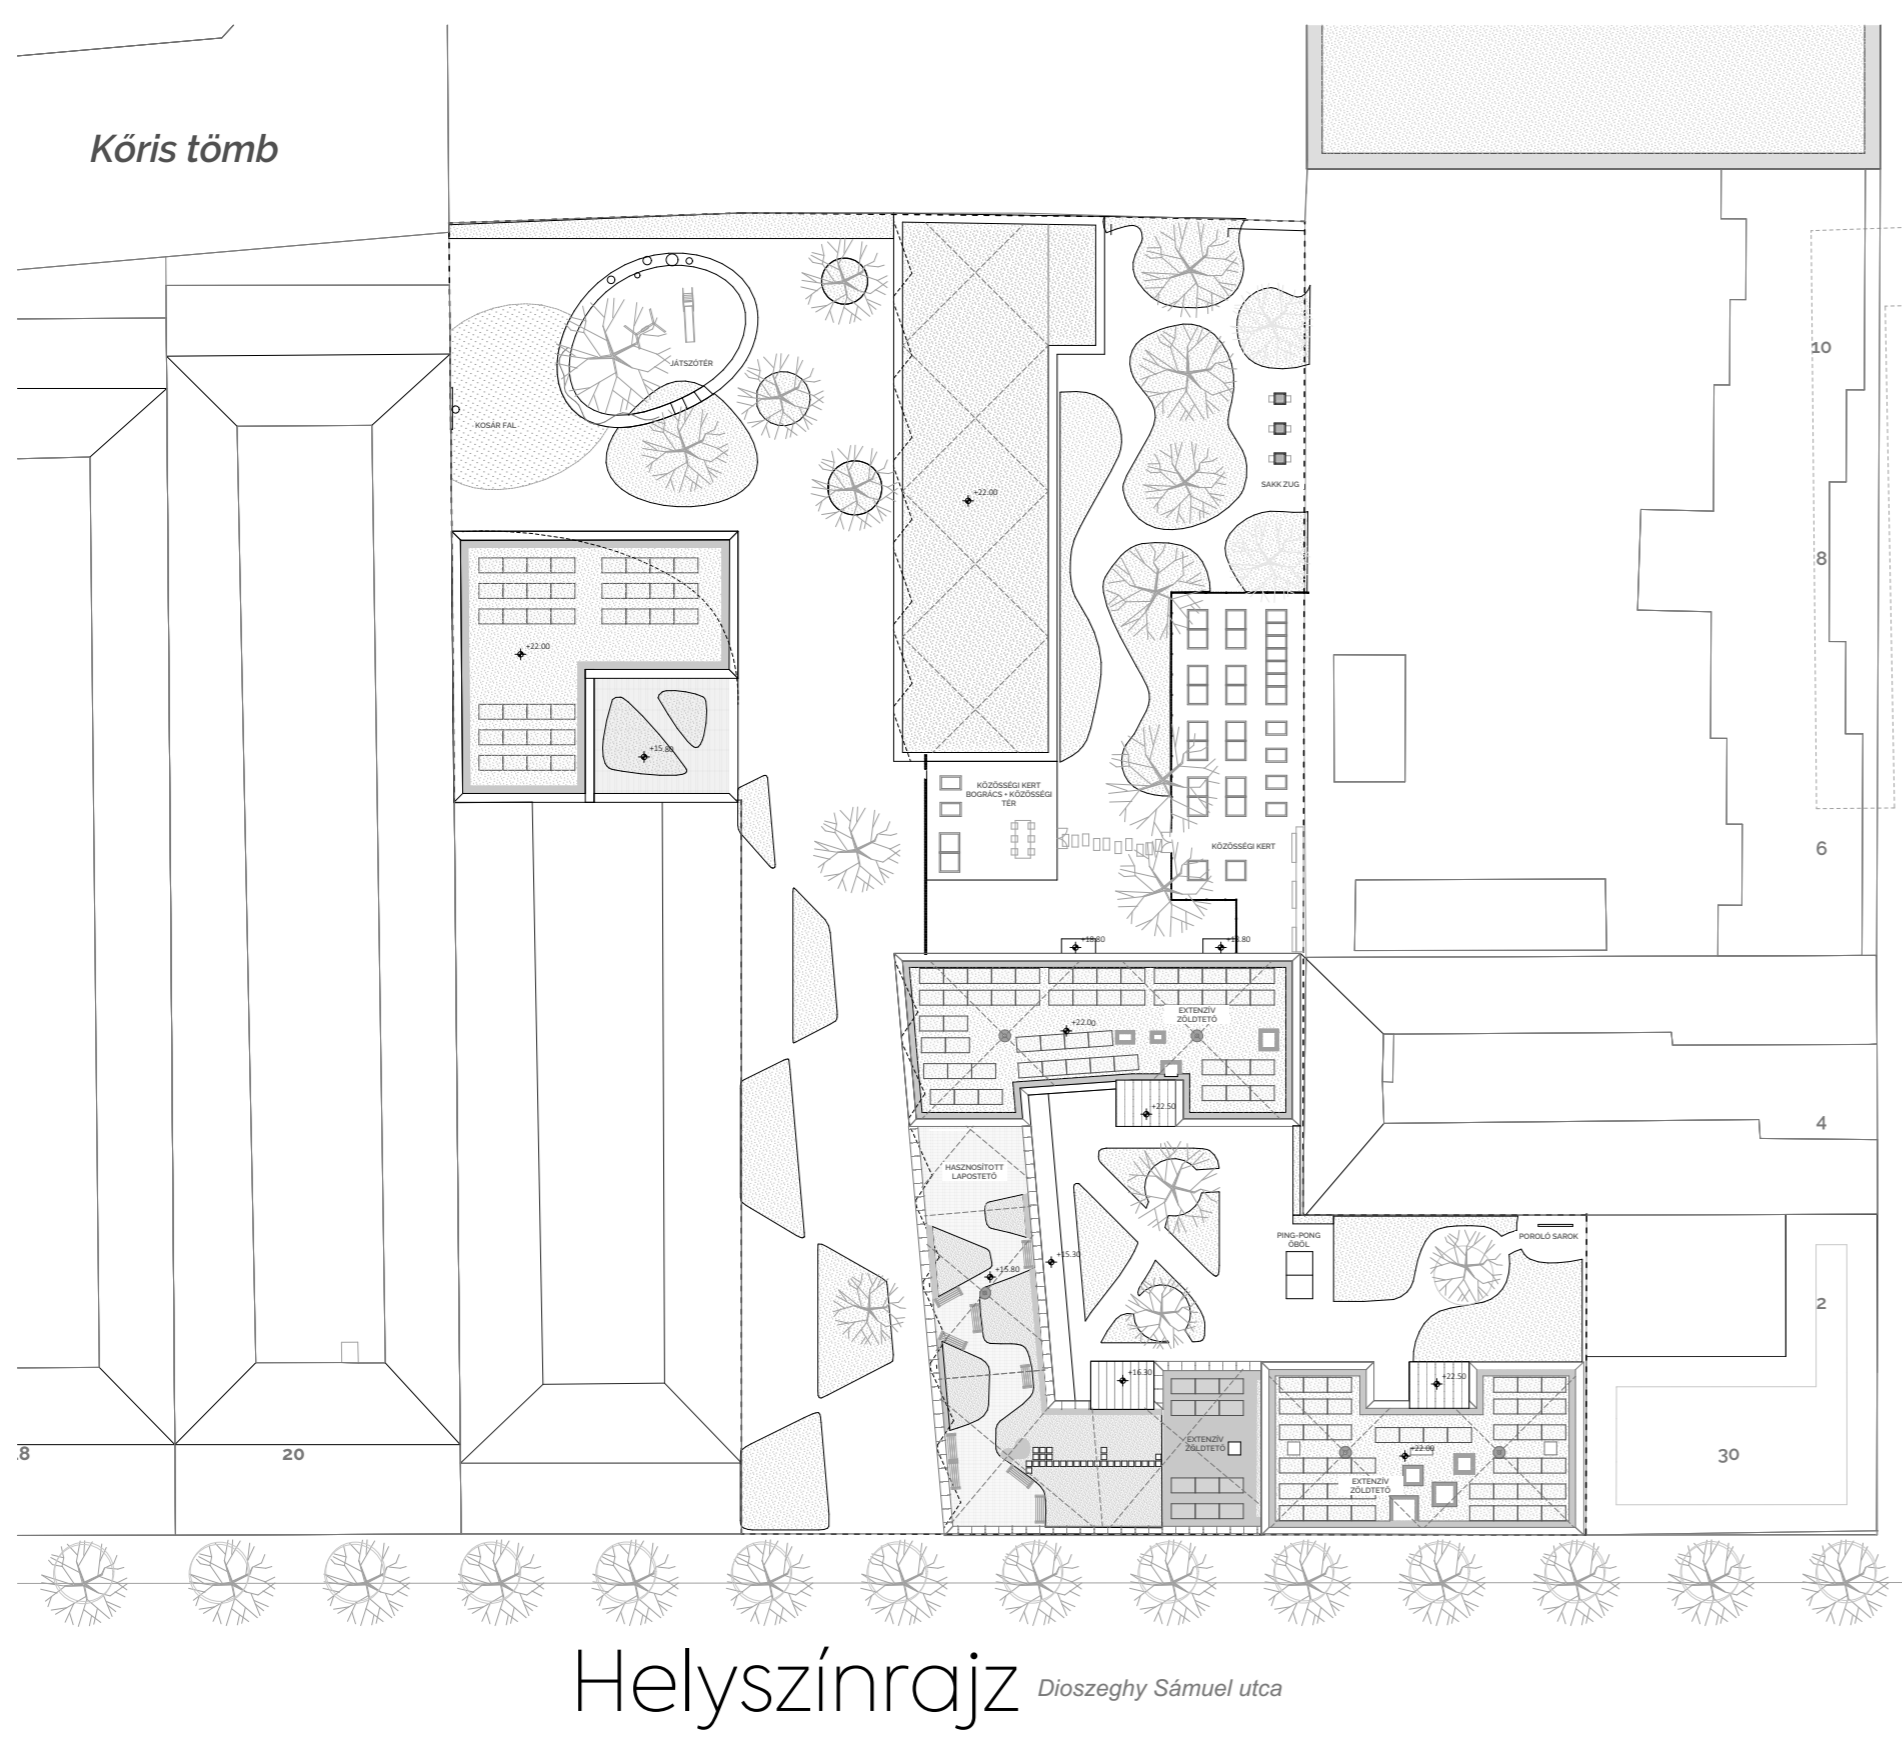 Kőris tömb
JÁTSZÓTÉR
KOSÁR FAL
10
+22.00
SAKK ZUG
8
+22.00
+15.80
KÖZÖSSÉGI KERT
BOGRÁCS + KÖZÖSSÉGI
TÉR
KÖZÖSSÉGI KERT
6
+18.80
EXTENZÍV
ZÖLDTETŐ
+22.00
+22.50
4
HASZNOSÍTOTT
LAPOSTETŐ
PING-PONG
ÖBÖL
POROLÓ SAROK
+15.30
+15.80
2
+16.30
+22.50
EXTENZÍV
ZÖLDTETŐ
+22.00
EXTENZÍV
ZÖLDTETŐ
20
30
Helyszínrajz
Dioszeghy Sámuel utca